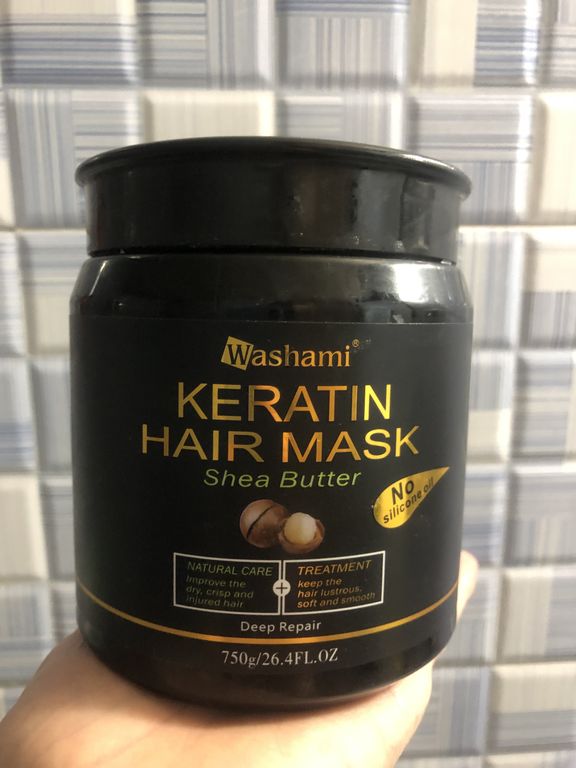 Washami®
KERATIN
HAIR MASK
Shea Butter
No
silicone oil
NATURAL CARE
Improve the
dry, crisp and
injured hair
+
TREATMENT
keep the
hair lustrous,
soft and smooth
Deep Repair
750g/26.4FL.OZ